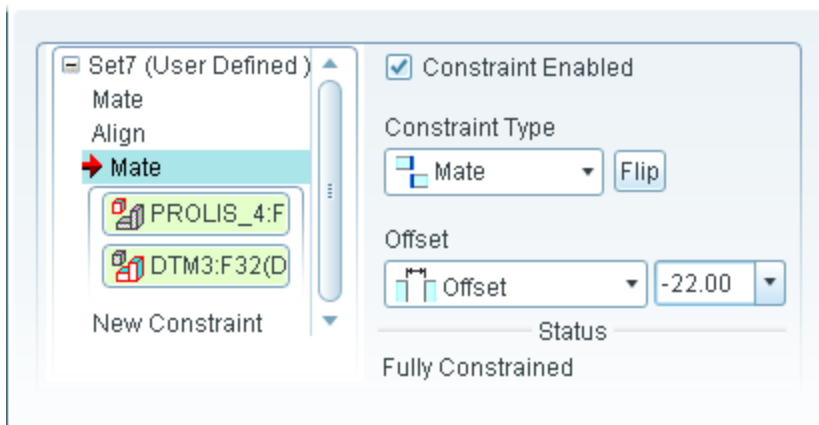 Set7 (User Defined )
Mate
Align
Mate
PROLIS_4:F
DTM3:F32(D
New Constraint
Constraint Enabled
Constraint Type
Mate
Flip
Offset
Offset
-22.00
Status
Fully Constrained